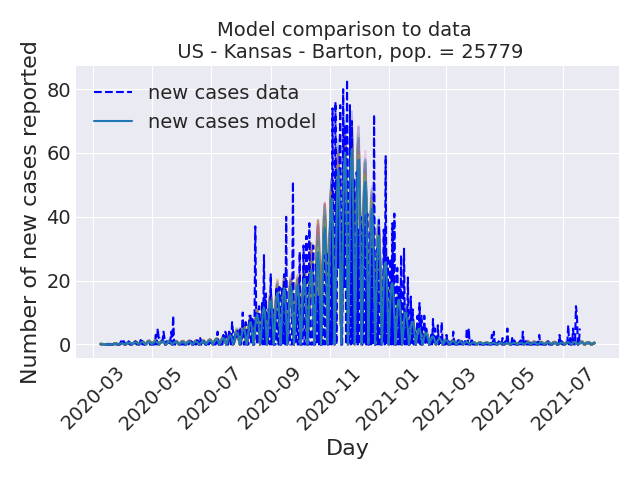 Model comparison to data
US - Kansas - Barton, pop. = 25779
Number of new cases reported
80
60
40
20
0
new cases data
new cases model
2020-03
2020-05
2020-07
2020-09
2020-11
2021-01
2021-03
2021-05
2021-07
Day